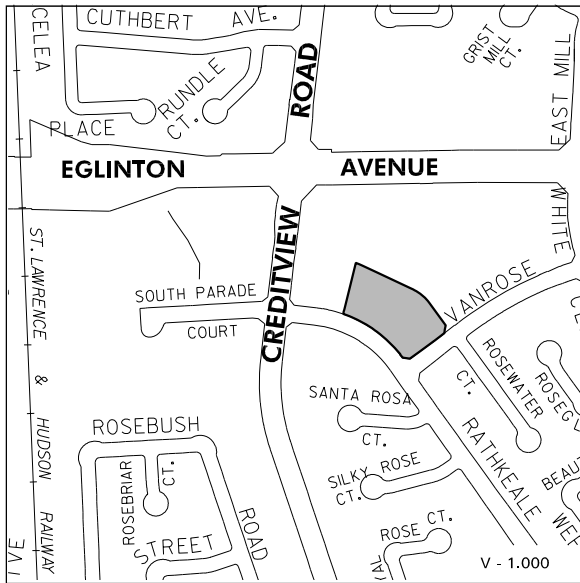 CUTHBERT AVE.
CELEA
RUNDLE
CT.
PLACE
ROAD
GRIST
MILL
CT.
EAST MILL
EGLINTON AVENUE
WHITE
CREDITVIEW
SOUTH PARADE
COURT
VANROSE
ST. LAWRENCE & HUDSON RAILWAY
SANTA ROSA
CT.
CT.
ROSEWATER
RATHKEALE
ROSEBUSH
ROSEBRIAR
CT.
SILKY ROSE
CT.
ROAD
STREET
ROSE CT.
BEAUT
V - 1.000